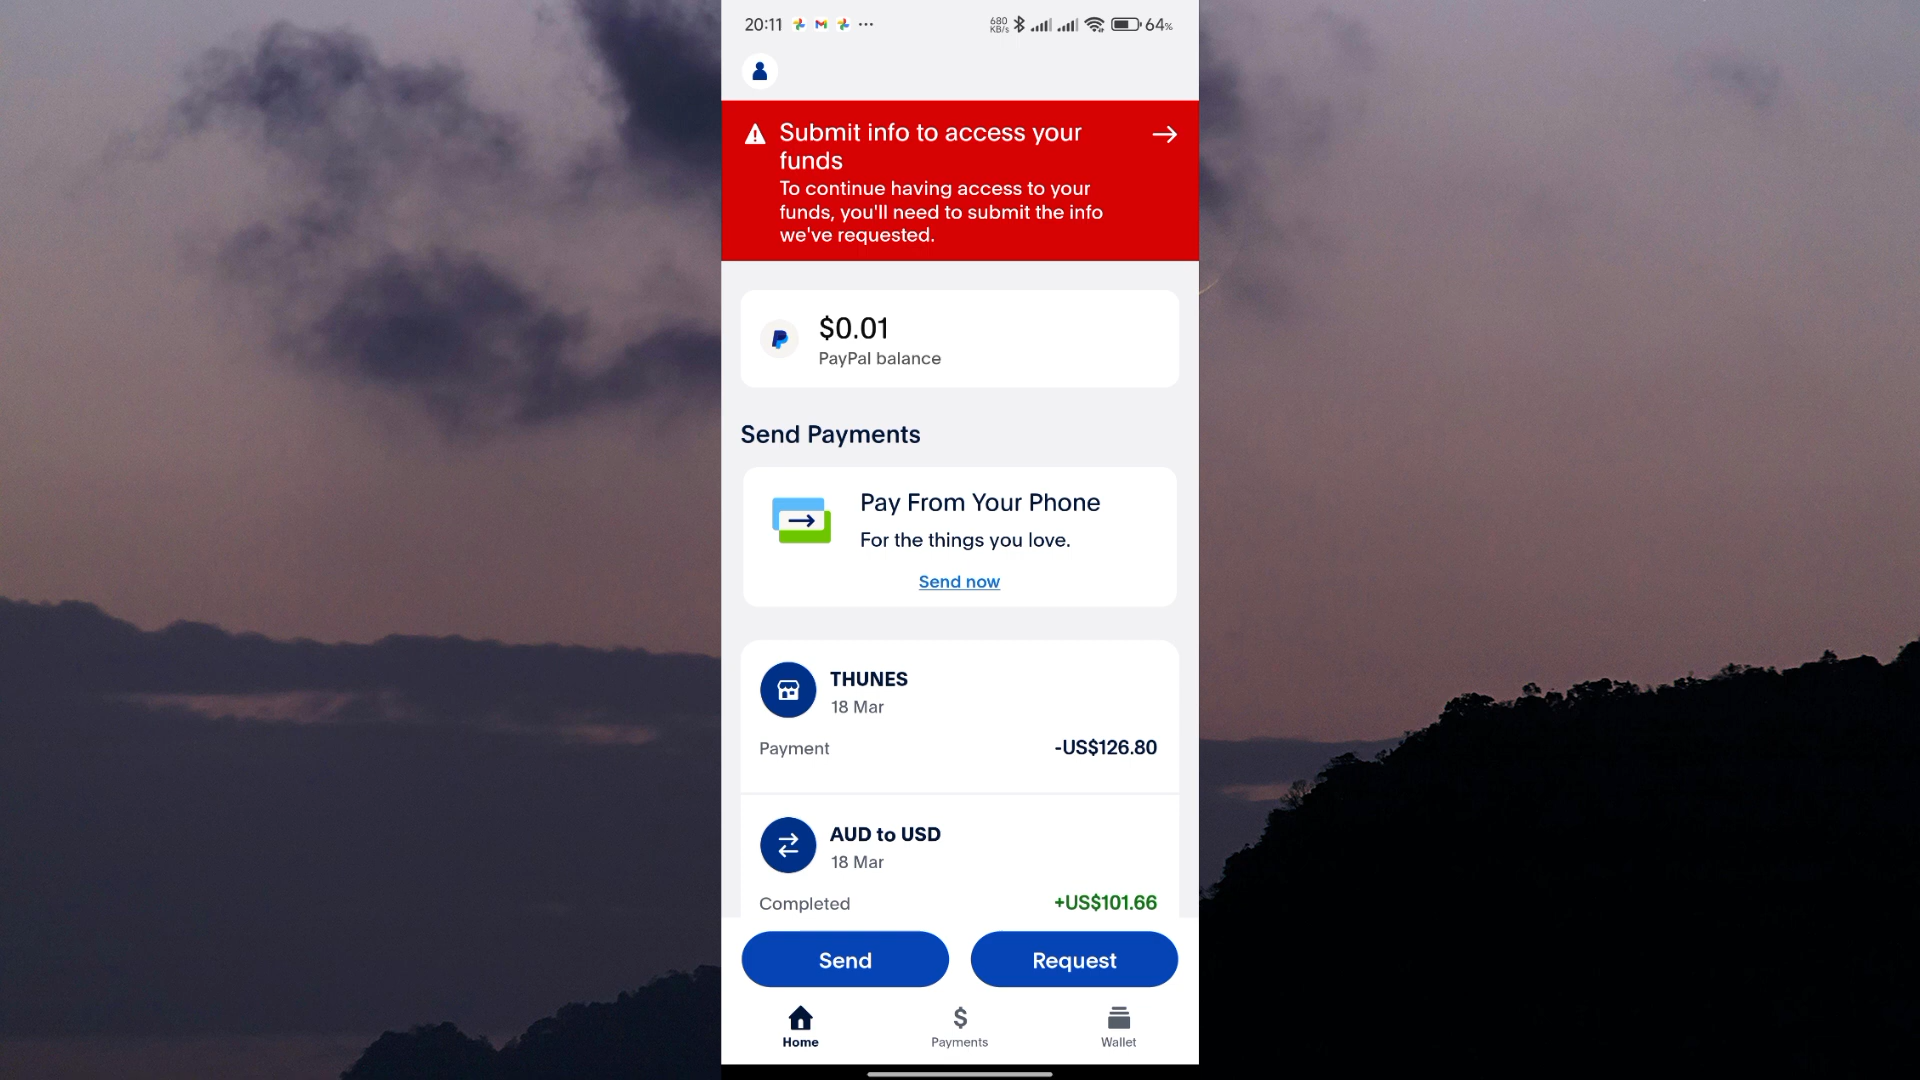 20:11 ... 680 KB/s 64%
Submit info to access your
funds
To continue having access to your
funds, you'll need to submit the info
we've requested.
$0.01
PayPal balance
Send Payments
Pay From Your Phone
For the things you love.
Send now
THUNES
18 Mar
Payment -US$126.80
AUD to USD
18 Mar
Completed +US$101.66
Send Request
Home Payments Wallet